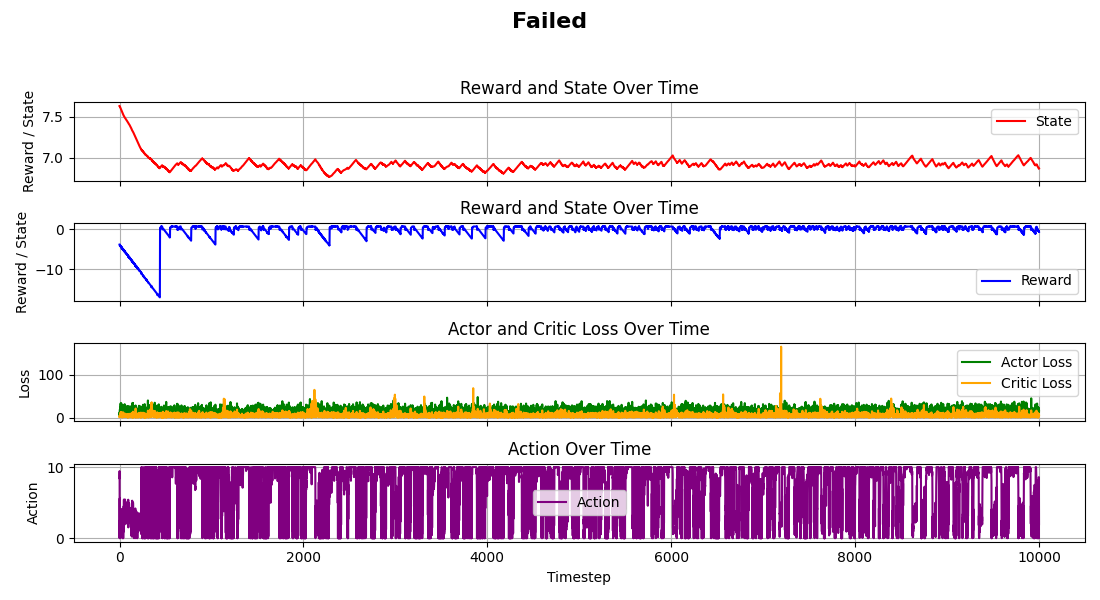 Failed
Reward and State Over Time
Reward / State
7.5
7.0
State
Reward and State Over Time
Reward / State
0
−10
Reward
Actor and Critic Loss Over Time
Loss
100
0
Actor Loss
Critic Loss
Action Over Time
Action
10
0
Action
0 2000 4000 6000 8000 10000
Timestep